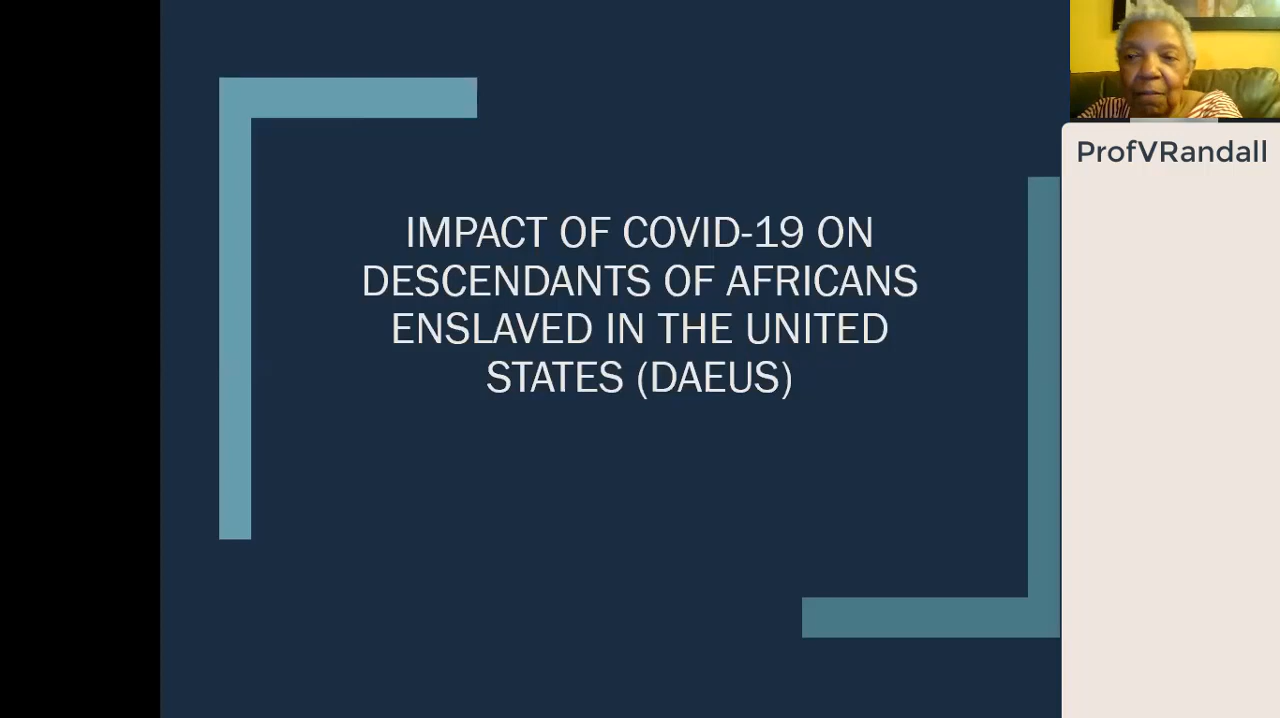 IMPACT OF COVID-19 ON
DESCENDANTS OF AFRICANS
ENSLAVED IN THE UNITED
STATES (DAEUS)
ProfVRandall